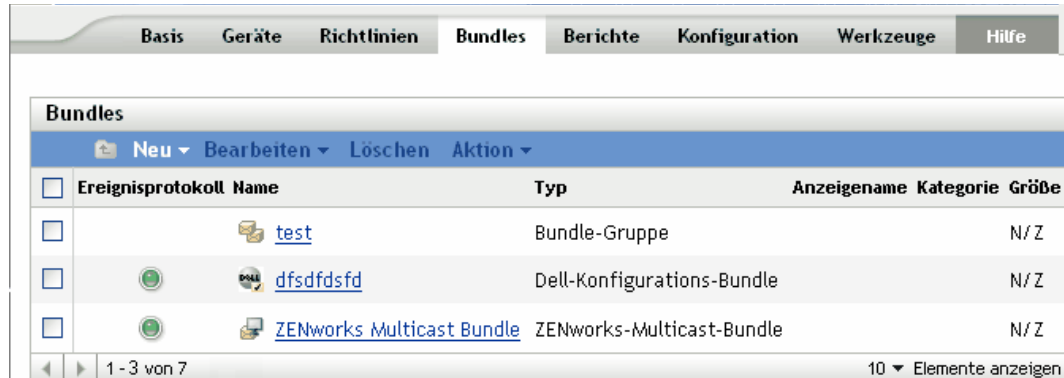 Basis Geräte Richtlinien Bundles Berichte Konfiguration Werkzeuge Hilfe
Bundles
Neu Bearbeiten Löschen Aktion
Ereignisprotokoll Name Typ Anzeigename Kategorie Größe
test Bundle-Gruppe N/Z
DELL dfsdfdsfd Dell-Konfigurations-Bundle N/Z
ZENworks Multicast Bundle ZENworks-Multicast-Bundle N/Z
1 - 3 von 7 10 Elemente anzeigen